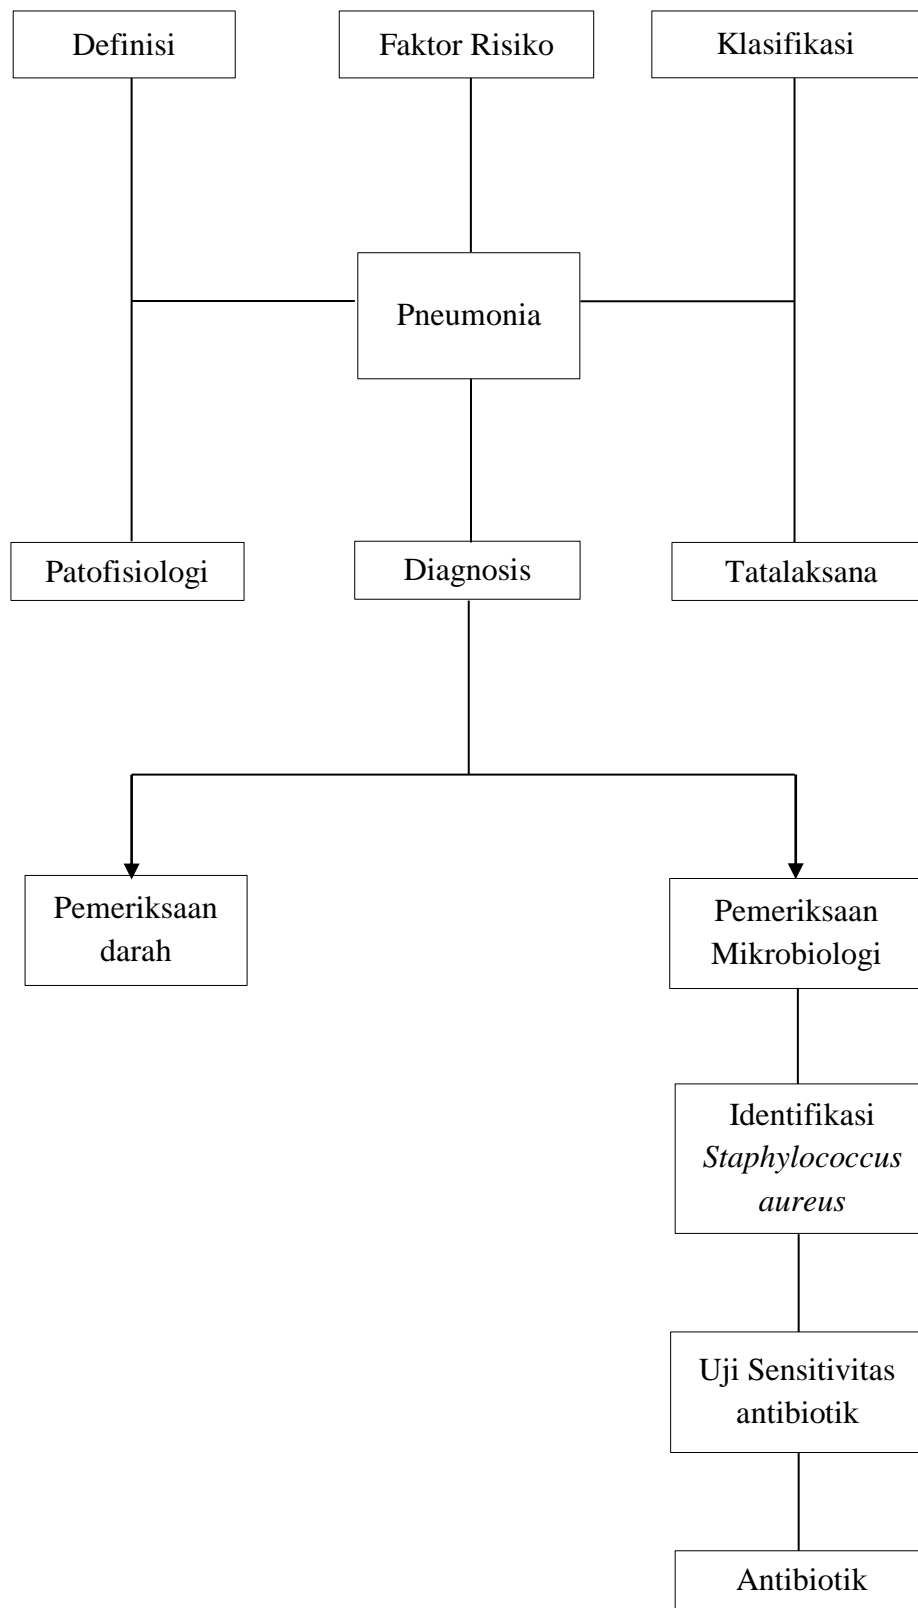 Definisi
Faktor Risiko
Klasifikasi
Pneumonia
Patofisiologi
Diagnosis
Tatalaksana
Pemeriksaan
darah
Pemeriksaan
Mikrobiologi
Identifikasi
Staphylococcus
aureus
Uji Sensitivitas
antibiotik
Antibiotik